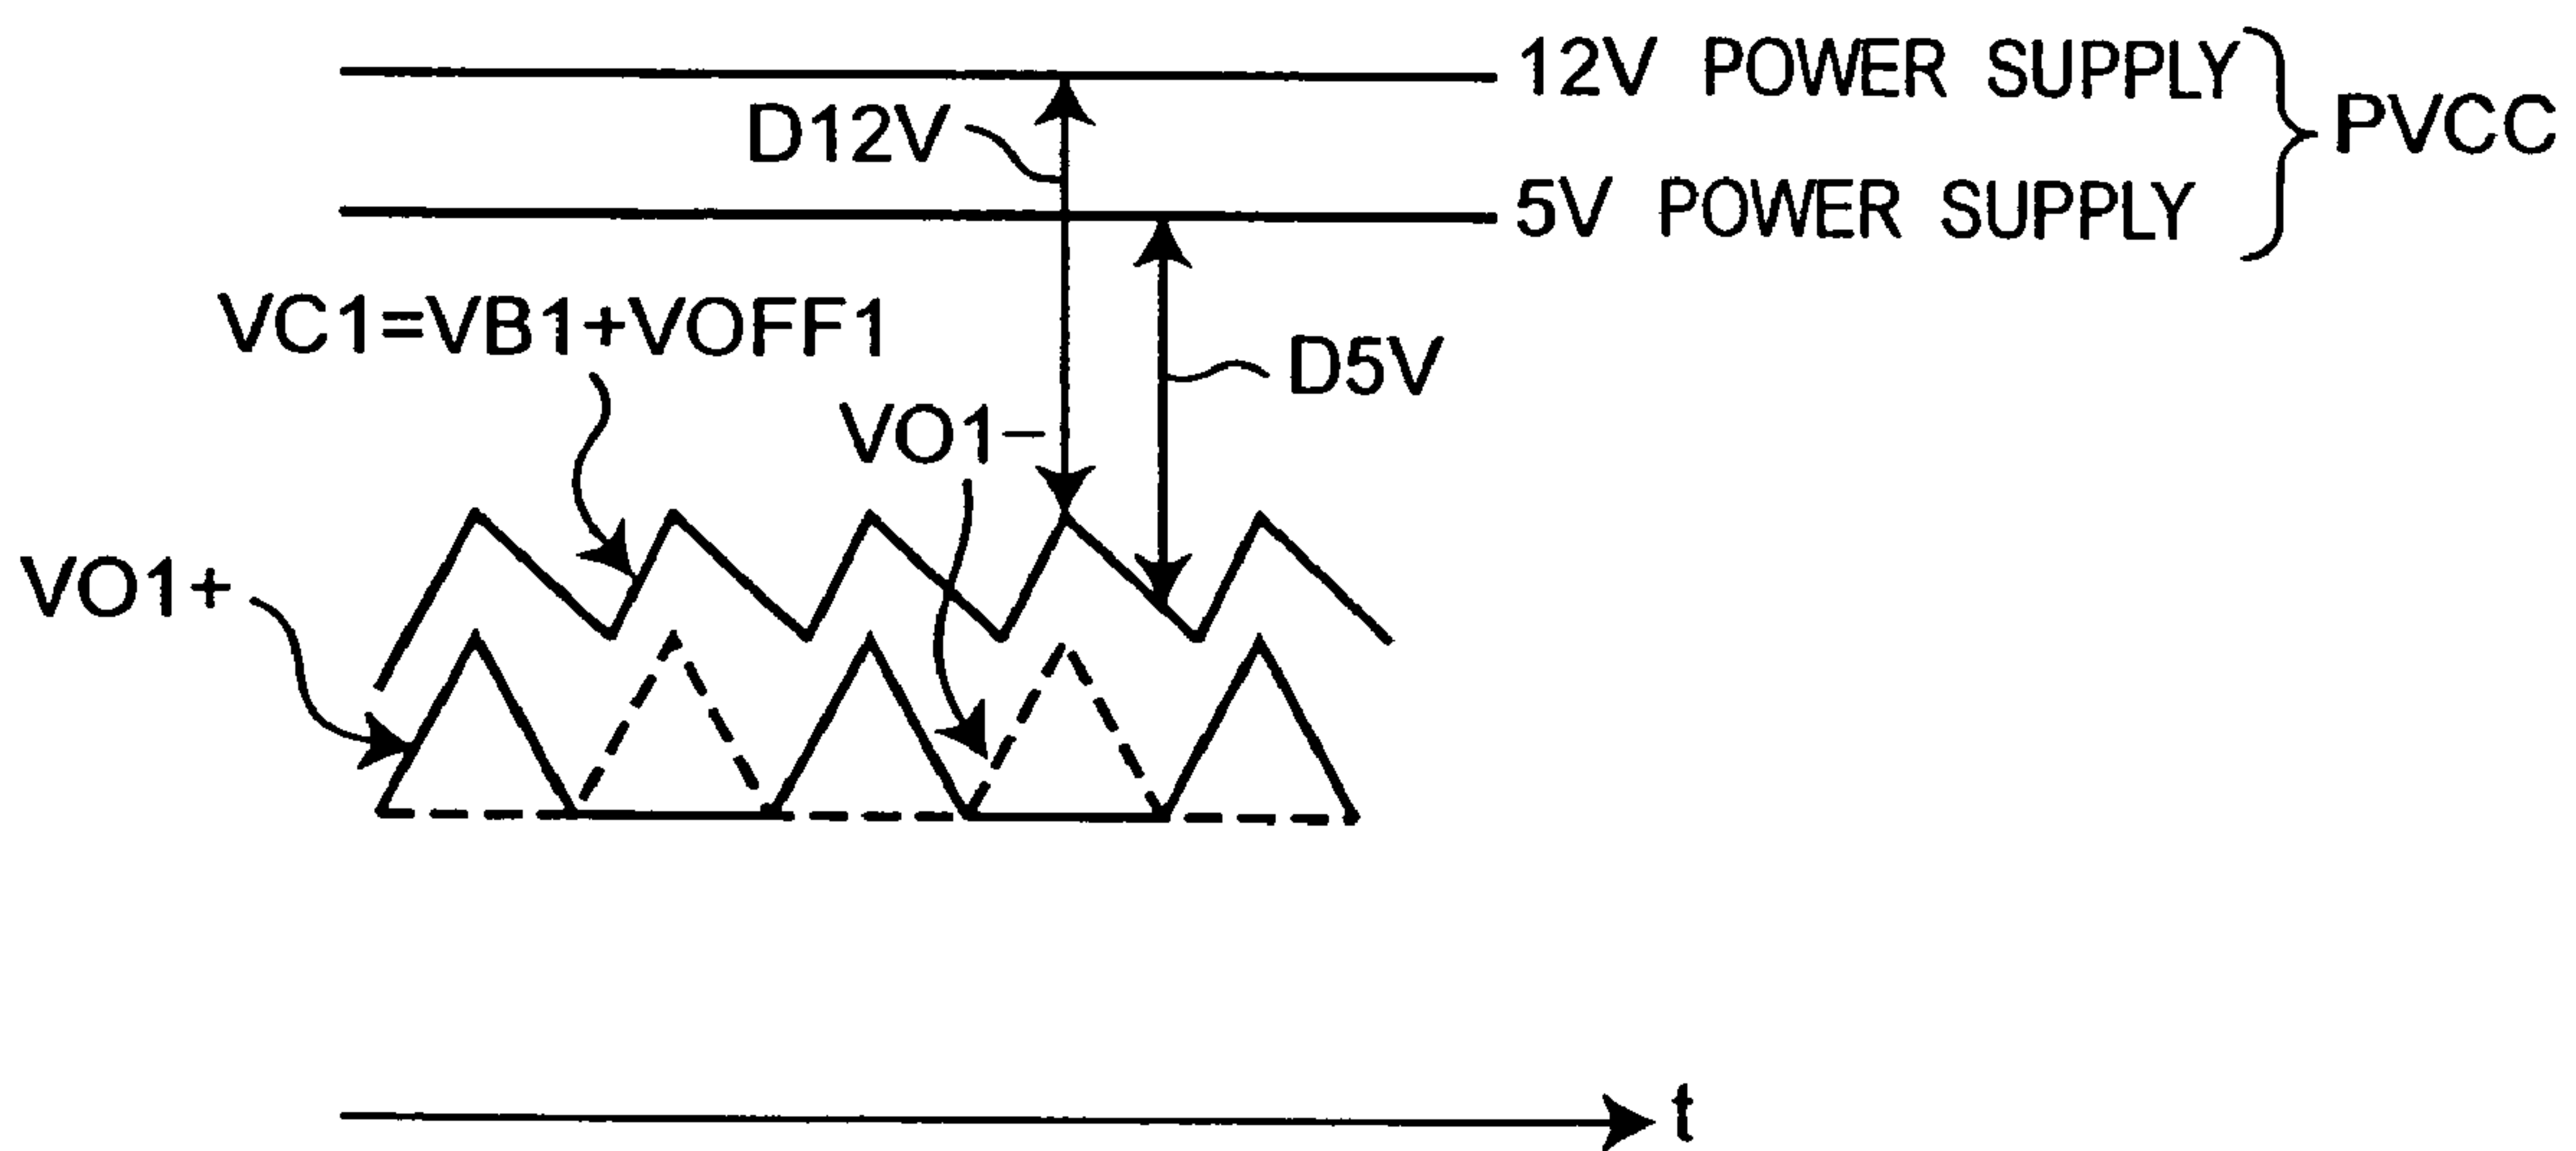 12V POWER SUPPLY
PVCC
D12V
5V POWER SUPPLY
VC1=VB1+VOFF1
D5V
VO1−
VO1+
t